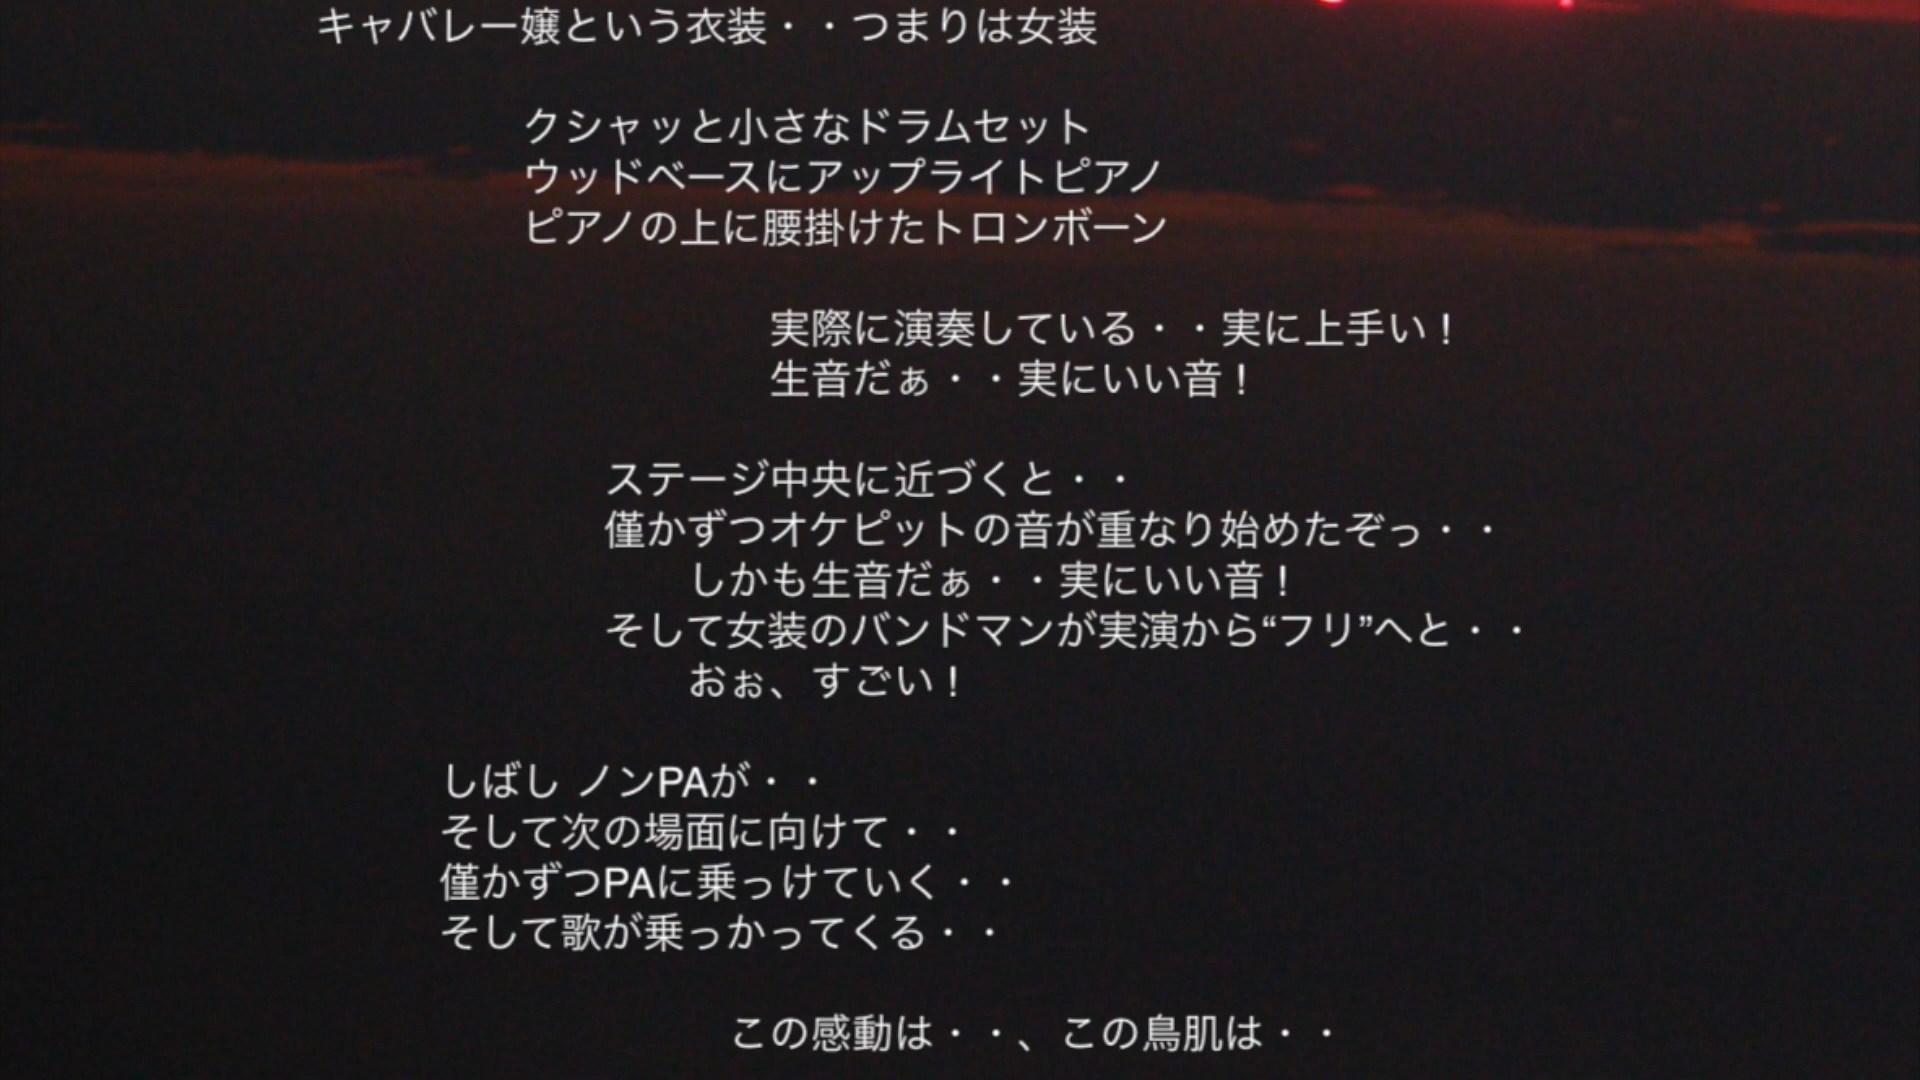 キャバレー嬢という衣装・・つまりは女装
クシャッと小さなドラムセット
ウッドベースにアップライトピアノ
ピアノの上に腰掛けたトロンボーン
実際に演奏している・・実に上手い！
生音だぁ・・実にいい音！
ステージ中央に近づくと・・
僅かずつオケピットの音が重なり始めたぞっ・・
しかも生音だぁ・・実にいい音！
そして女装のバンドマンが実演から“フリ”へと・・
おぉ、すごい！
しばし ノンPAが・・
そして次の場面に向けて・・
僅かずつPAに乗っけていく・・
そして歌が乗っかってくる・・
この感動は・・、この鳥肌は・・